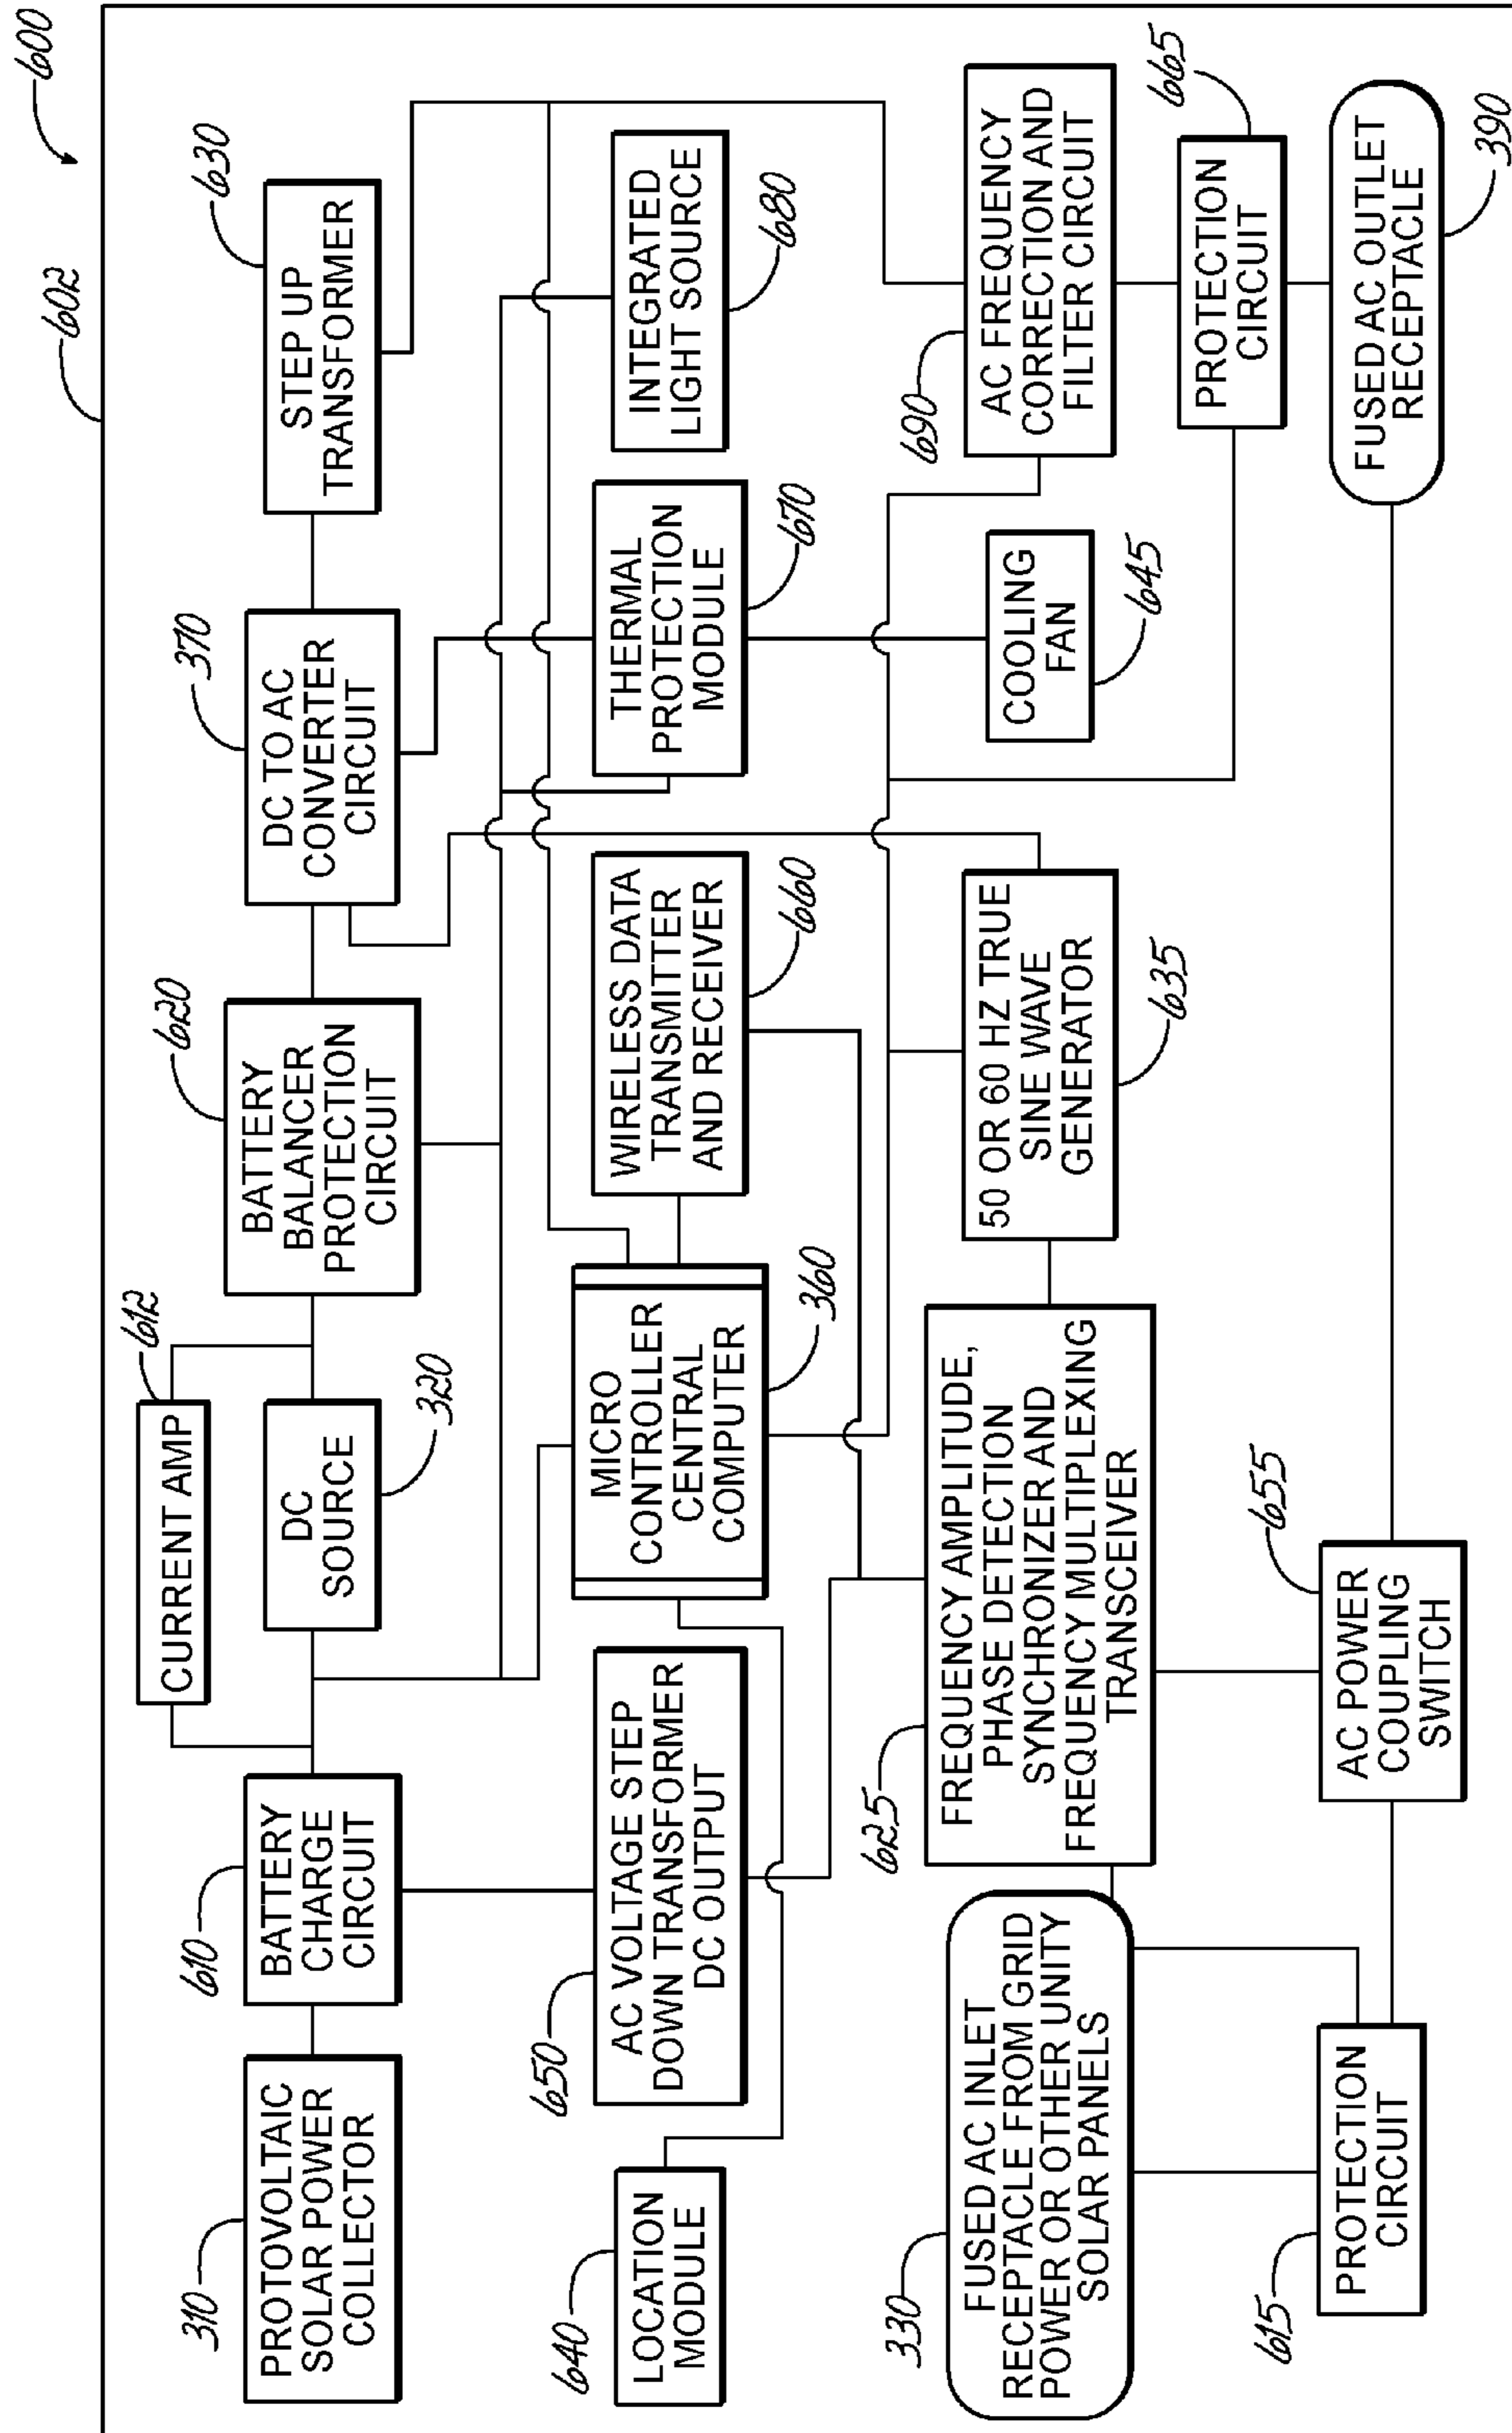 600
602
CURRENT AMP
612
310
PROTOVOLTAIC
SOLAR POWER
COLLECTOR
610
BATTERY
CHARGE
CIRCUIT
DC
SOURCE
320
620
BATTERY
BALANCER
PROTECTION
CIRCUIT
370
DC TO AC
CONVERTER
CIRCUIT
630
STEP UP
TRANSFORMER
640
LOCATION
MODULE
650
AC VOLTAGE STEP
DOWN TRANSFORMER
DC OUTPUT
MICRO
CONTROLLER
CENTRAL
COMPUTER
360
WIRELESS DATA
TRANSMITTER
AND RECEIVER
660
THERMAL
PROTECTION
MODULE
670
INTEGRATED
LIGHT SOURCE
680
330
FUSED AC INLET
RECEPTACLE FROM GRID
POWER OR OTHER UNITY
SOLAR PANELS
625
FREQUENCY AMPLITUDE,
PHASE DETECTION
SYNCHRONIZER AND
FREQUENCY MULTIPLEXING
TRANSCEIVER
50 OR 60 HZ TRUE
SINE WAVE
GENERATOR
635
COOLING
FAN
645
690
AC FREQUENCY
CORRECTION AND
FILTER CIRCUIT
615
PROTECTION
CIRCUIT
AC POWER
COUPLING
SWITCH
655
PROTECTION
CIRCUIT
665
FUSED AC OUTLET
RECEPTACLE
390